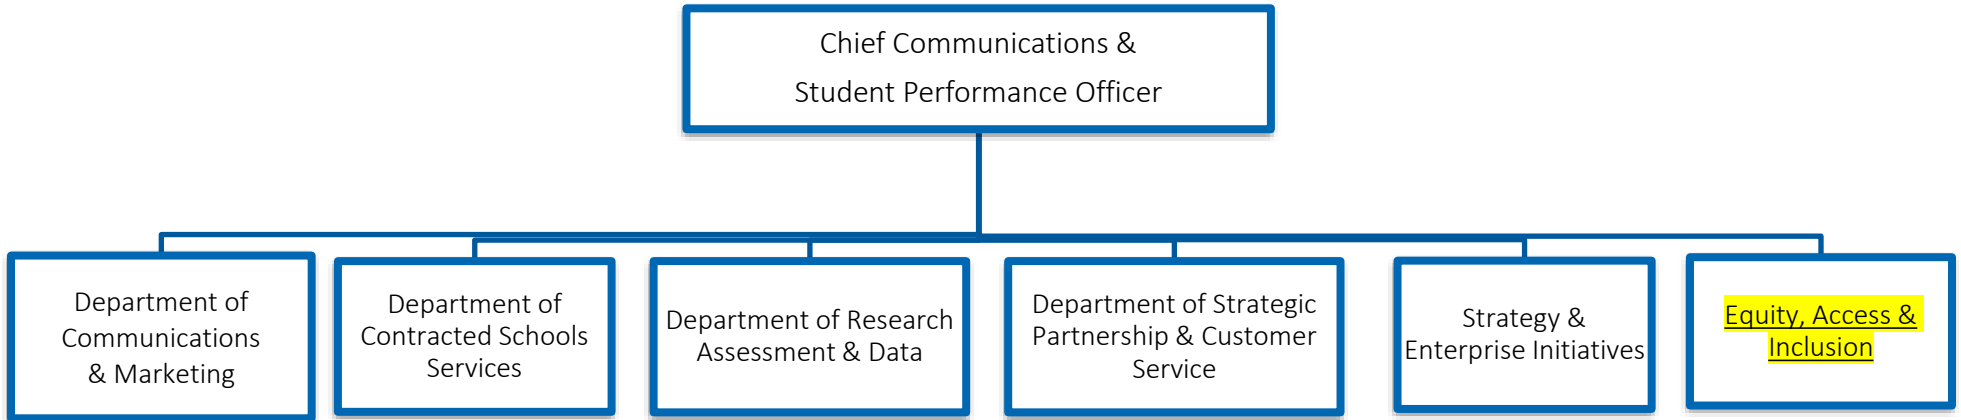 Chief Communications &
Student Performance Officer
Department of
Communications
& Marketing
Department of
Contracted Schools
Services
Department of Research
Assessment & Data
Department of Strategic
Partnership & Customer
Service
Strategy &
Enterprise Initiatives
Equity, Access &
Inclusion